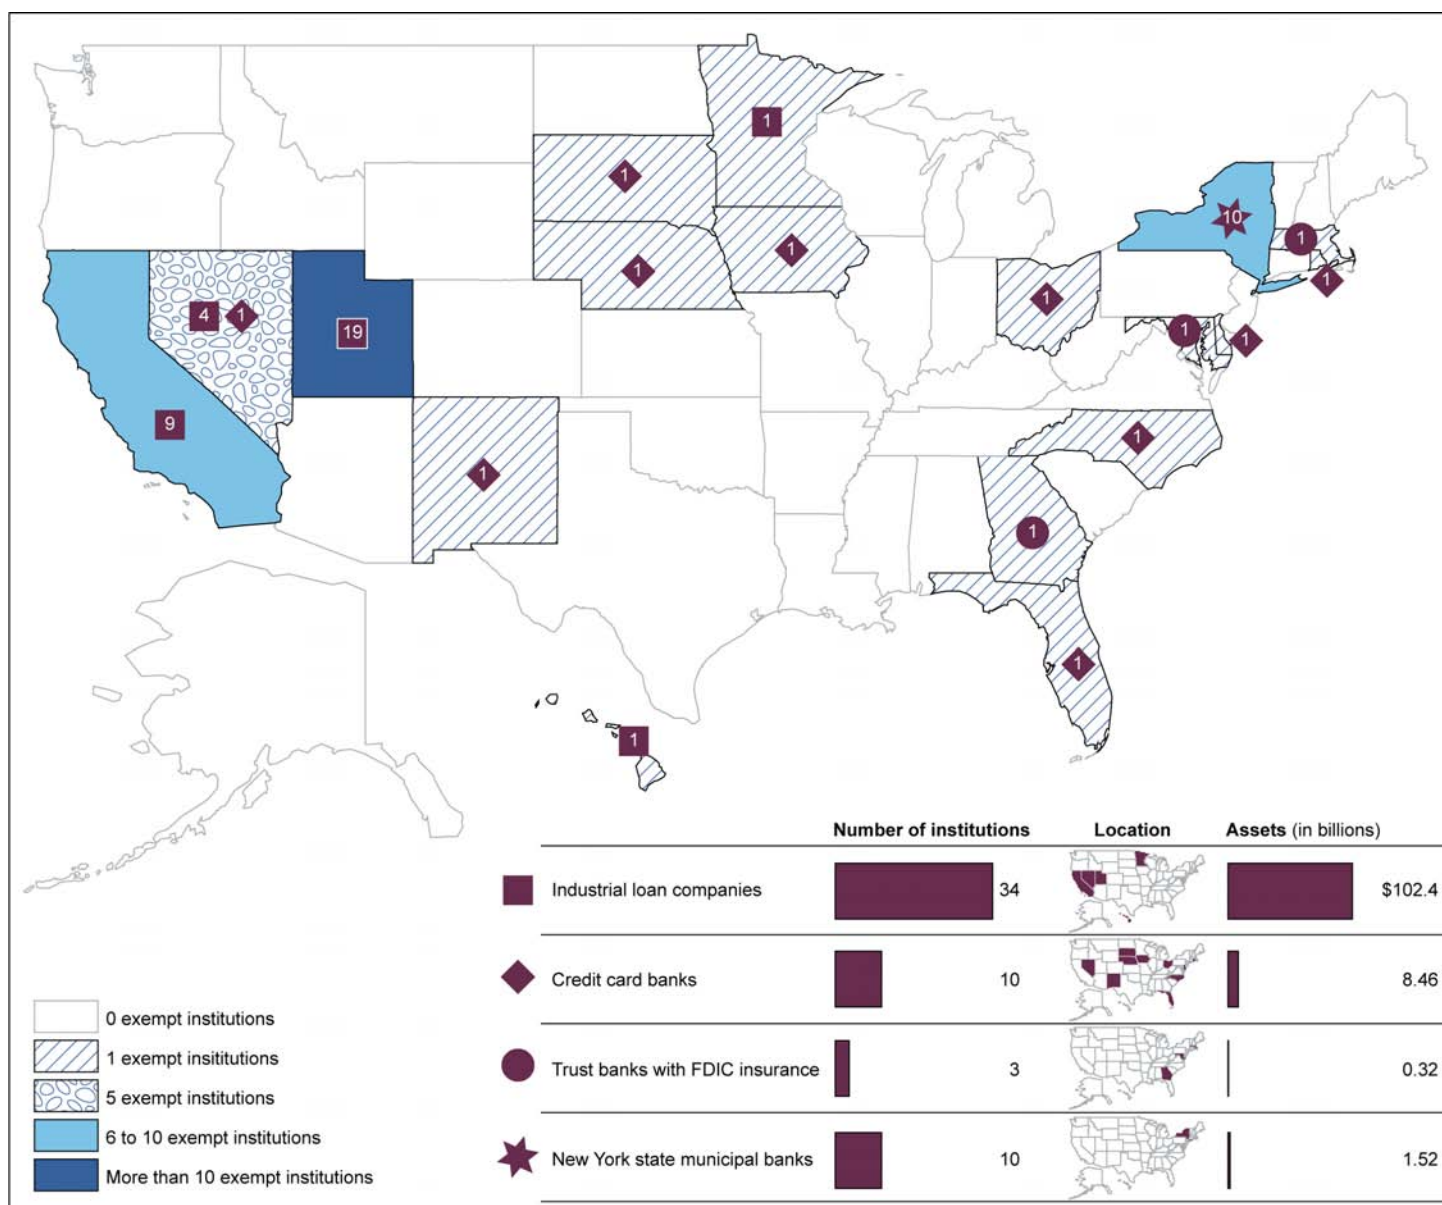 1
1
10
1
1
1
1
1
4 1
19
1
1
1
9
1
1
1
1
1
Number of institutions Location Assets (in billions)
Industrial loan companies 34 $102.4
Credit card banks 10 8.46
Trust banks with FDIC insurance 3 0.32
New York state municipal banks 10 1.52
0 exempt institutions
1 exempt insititutions
5 exempt institutions
6 to 10 exempt institutions
More than 10 exempt institutions